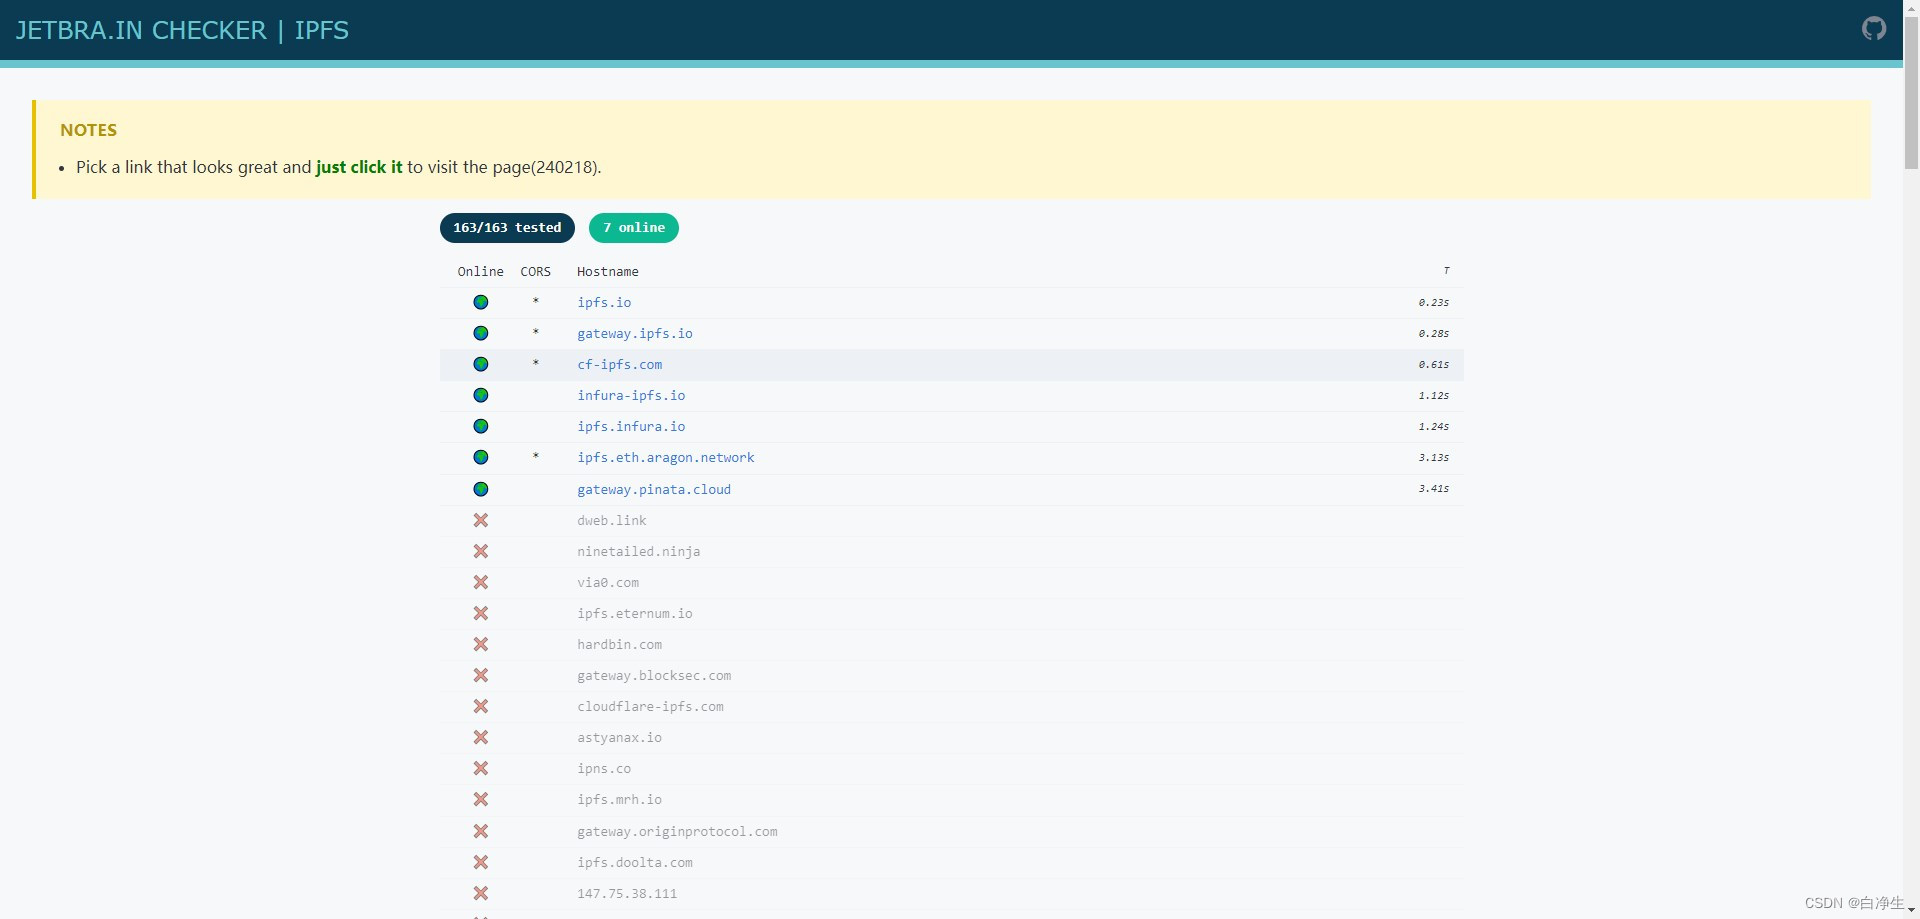 JETBRA.IN CHECKER | IPFS
NOTES
• Pick a link that looks great and just click it to visit the page(240218).
163/163 tested 7 online
Online CORS Hostname T
* ipfs.io 0.23s
* gateway.ipfs.io 0.28s
* cf-ipfs.com 0.61s
infura-ipfs.io 1.12s
ipfs.infura.io 1.24s
* ipfs.eth.aragon.network 3.13s
gateway.pinata.cloud 3.41s
dweb.link
ninetailed.ninja
via0.com
ipfs.eternum.io
hardbin.com
gateway.blocksec.com
cloudflare-ipfs.com
astyanax.io
ipns.co
ipfs.mrh.io
gateway.originprotocol.com
ipfs.doolta.com
147.75.38.111
CSDN @白净生